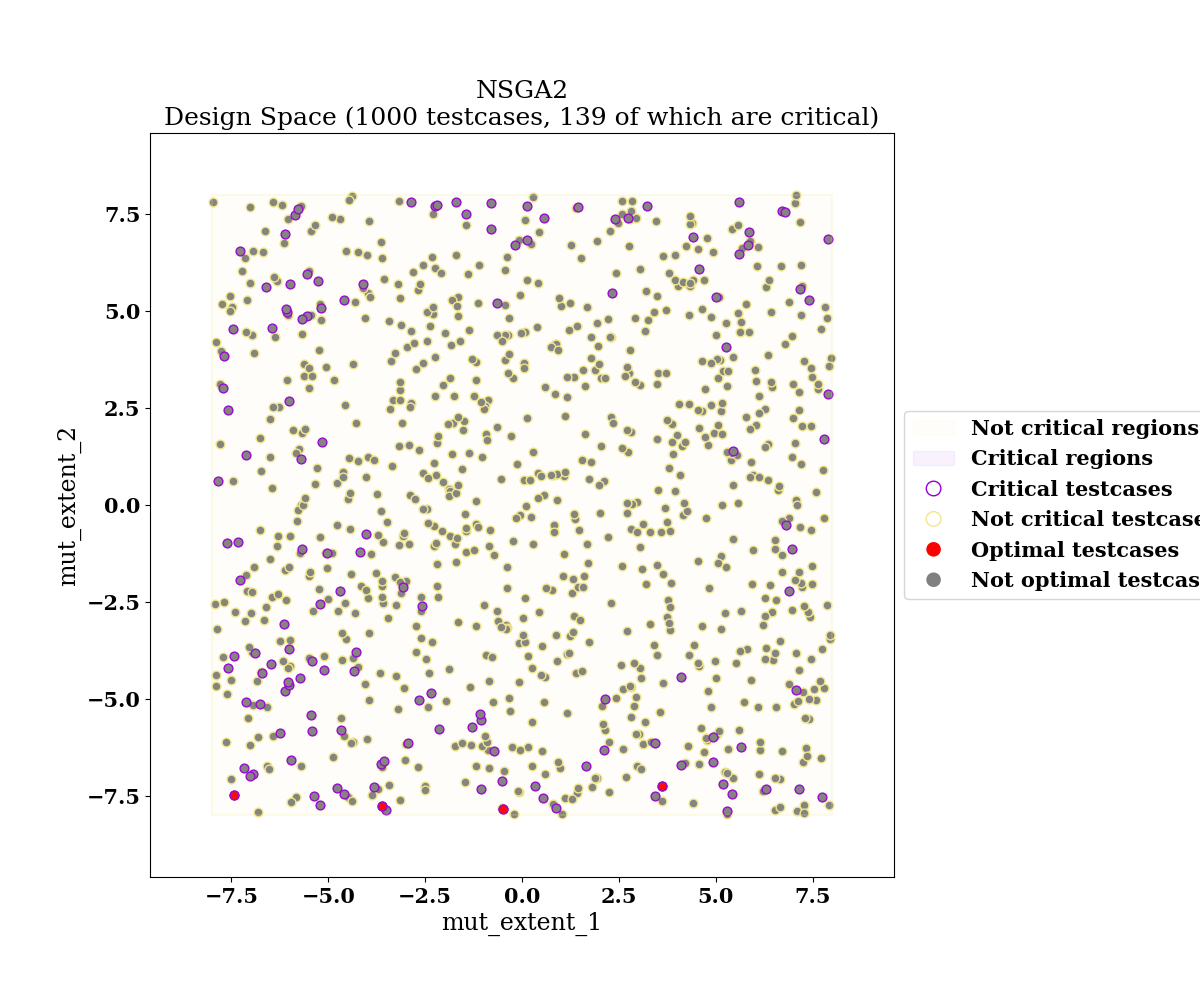 NSGA2
Design Space (1000 testcases, 139 of which are critical)
7.5
5.0
2.5
0.0
−2.5
−5.0
−7.5
mut_extent_2
−7.5 −5.0 −2.5 0.0 2.5 5.0 7.5
mut_extent_1
Not critical regions
Critical regions
Critical testcases
Not critical testcase
Optimal testcases
Not optimal testcas